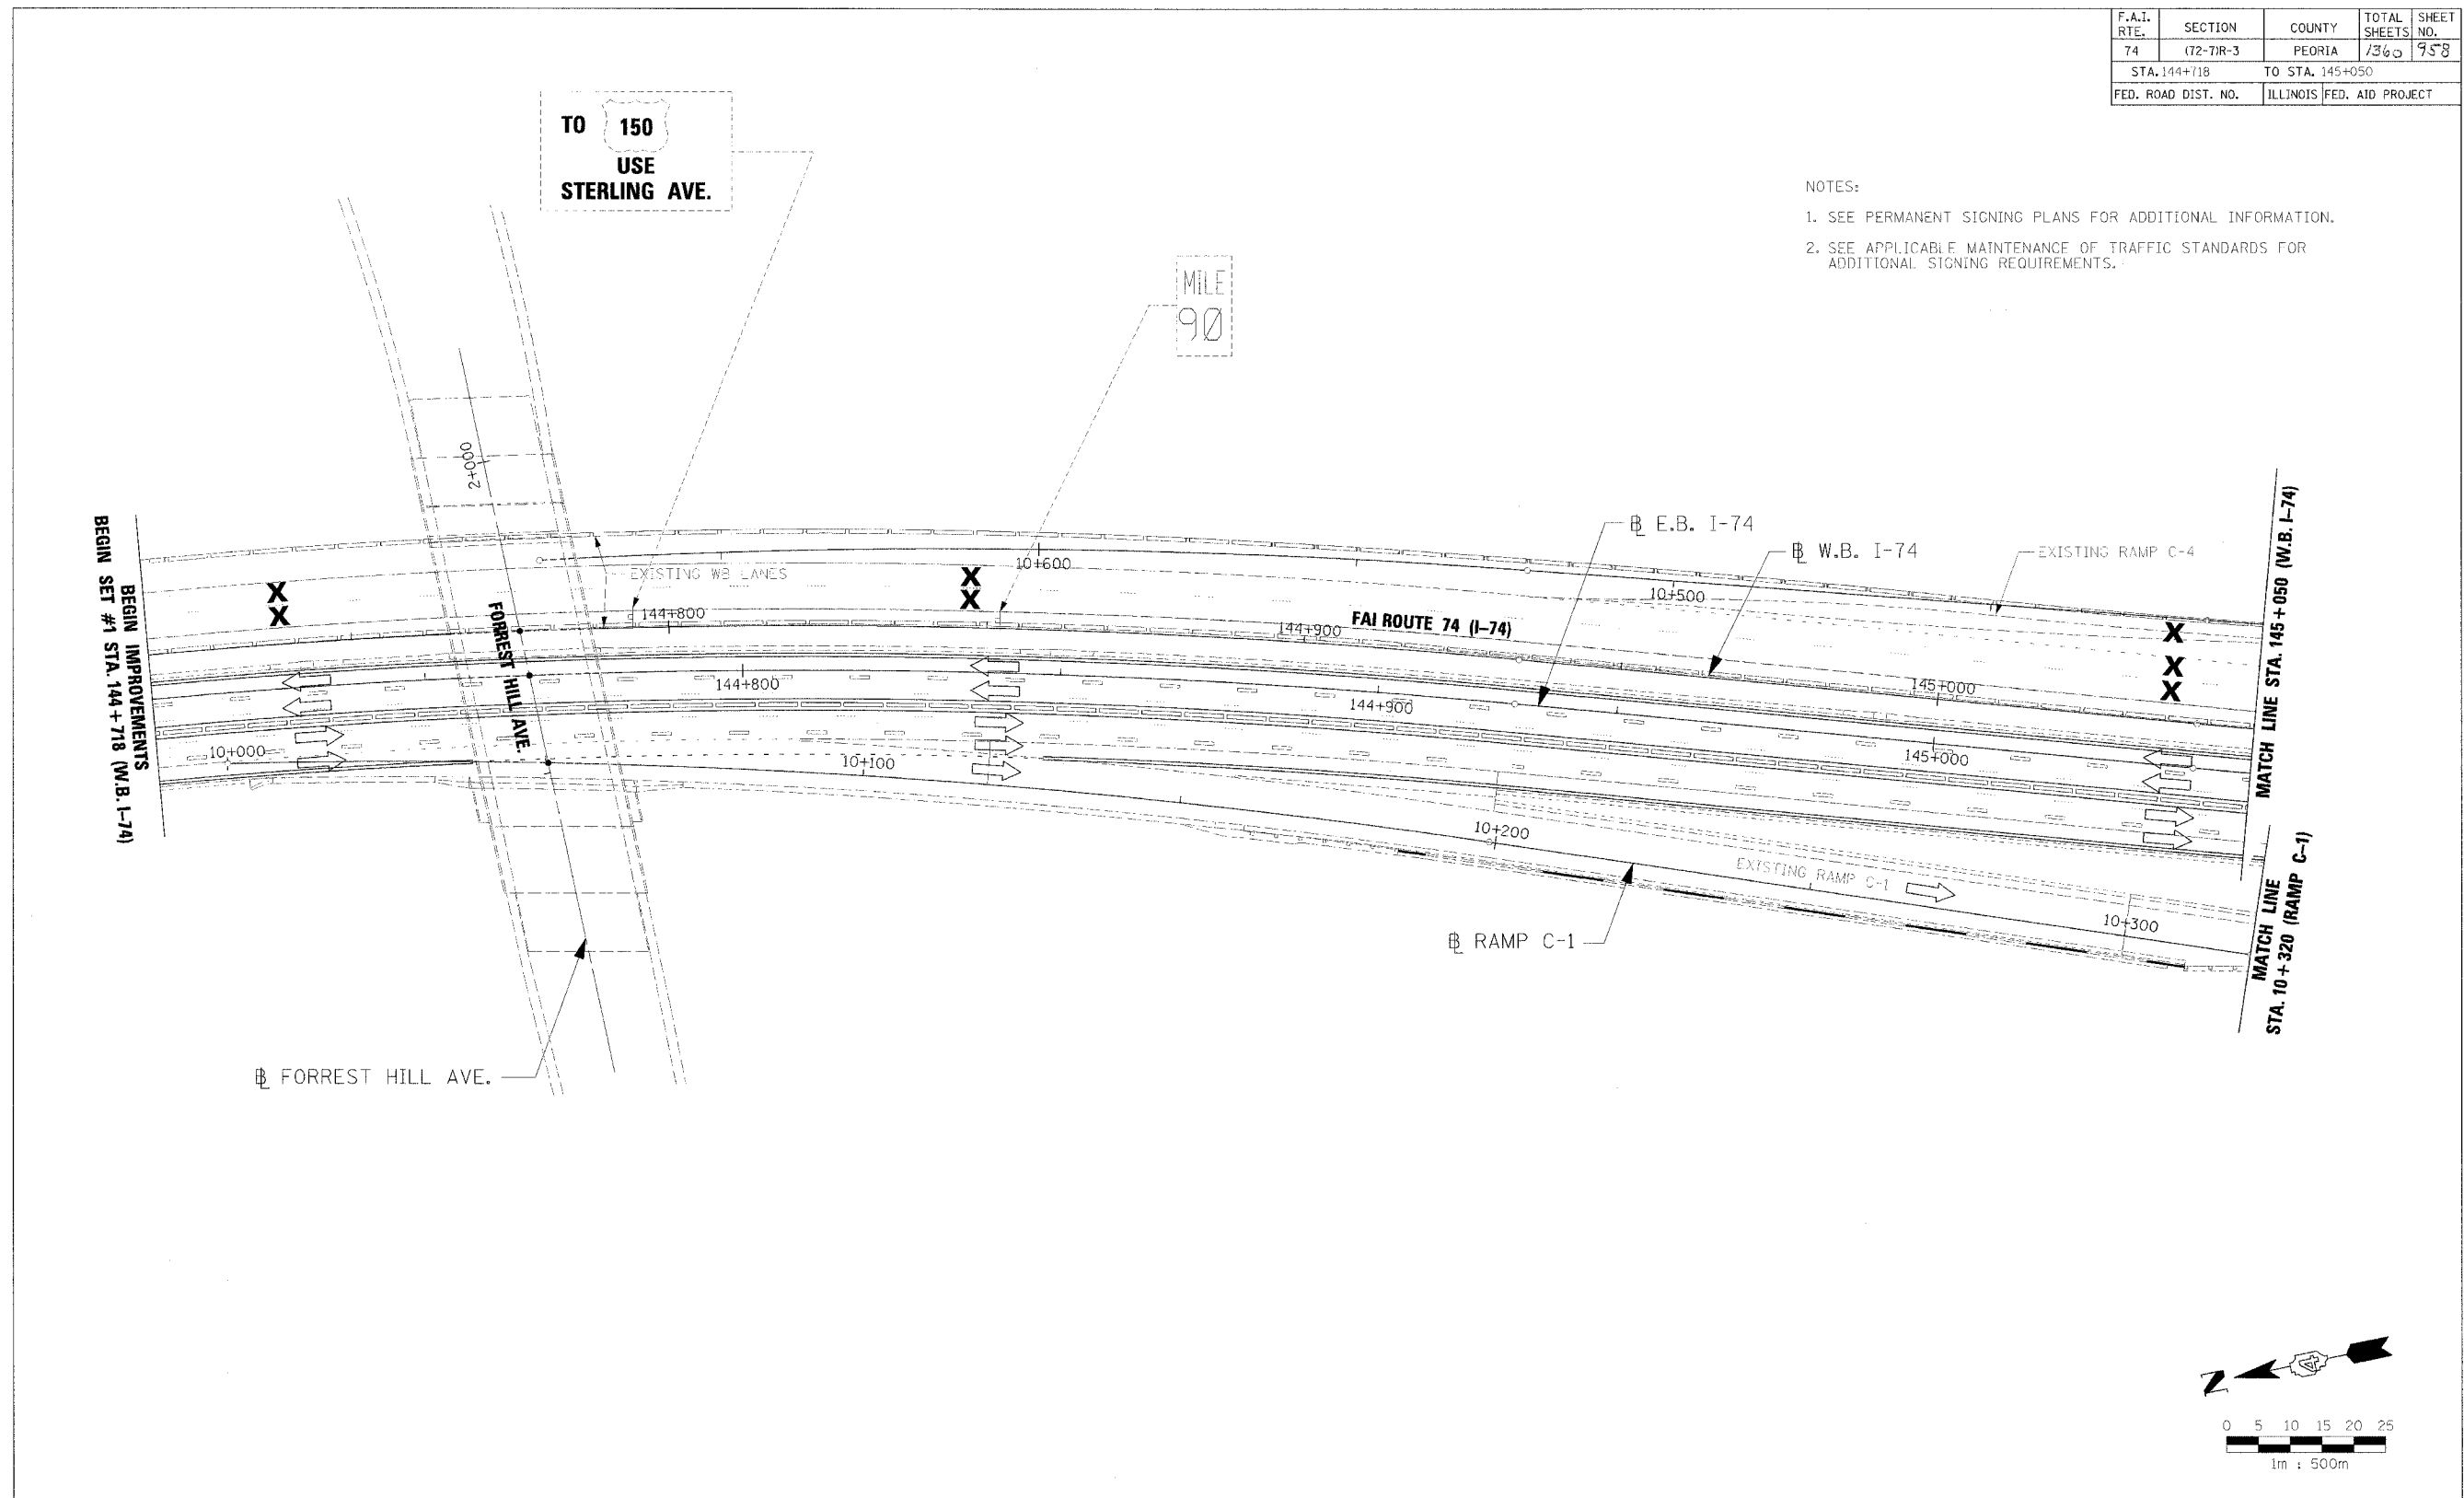 F.A.I. RTE. SECTION COUNTY TOTAL SHEETS SHEET NO.
74 (72-7)R-3 PEORIA 1360 958
STA. 144+718 TO STA. 145+050
FED. ROAD DIST. NO. ILLINOIS FED. AID PROJECT
TO 150
USE
STERLING AVE.
NOTES:
1. SEE PERMANENT SIGNING PLANS FOR ADDITIONAL INFORMATION.
2. SEE APPLICABLE MAINTENANCE OF TRAFFIC STANDARDS FOR
ADDITIONAL SIGNING REQUIREMENTS.
MILE
90
2+000
BEGIN IMPROVEMENTS
BEGIN SET #1 STA. 144+718 (W.B. I-74)
X
X
EXISTING WB LANES
X
X
10+600
℄ E.B. I-74
℄ W.B. I-74
EXISTING RAMP C-4
10+500
144+800
FORREST HILL AVE.
144+900
FAI ROUTE 74 (I-74)
X
X
X
145+000
144+800
144+900
145+000
10+000
10+100
10+200
EXISTING RAMP C-1
10+300
℄ RAMP C-1
MATCH LINE STA. 145+050 (W.B. I-74)
MATCH LINE
STA. 10+320 (RAMP C-1)
℄ FORREST HILL AVE.
N
4
0 5 10 15 20 25
1m : 500m